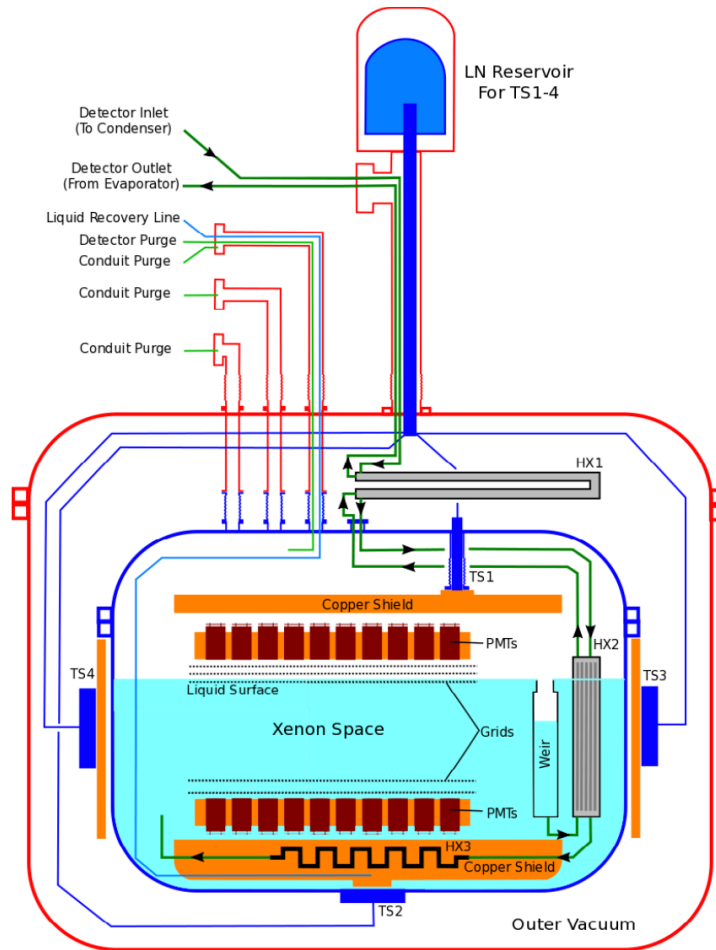 LN Reservoir
For TS1-4
Detector Inlet
(To Condenser)
Detector Outlet
(From Evaporator)
Liquid Recovery Line
Detector Purge
Conduit Purge
Conduit Purge
Conduit Purge
HX1
TS1
Copper Shield
PMTs
HX2
TS4
TS3
Liquid Surface
Xenon Space
Grids
Weir
PMTs
HX3
Copper Shield
TS2
Outer Vacuum